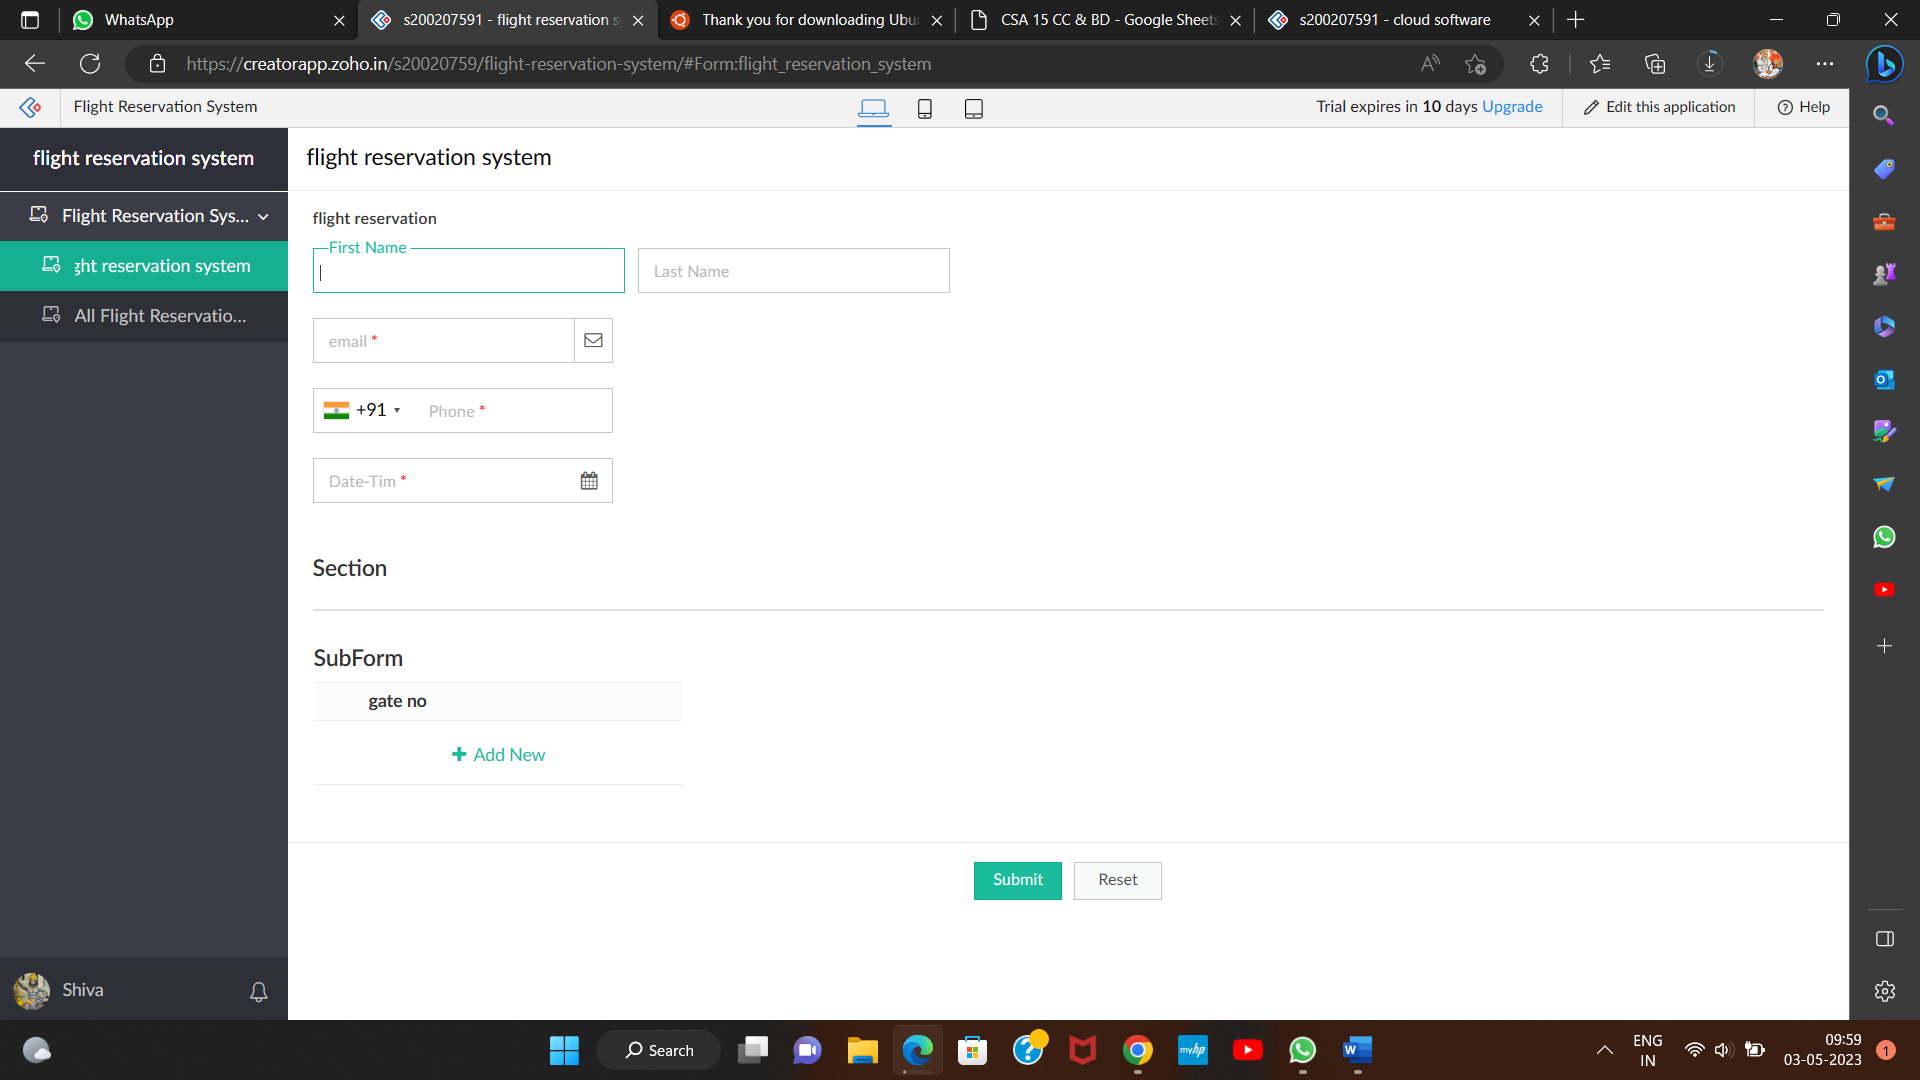 WhatsApp
s200207591 - flight reservation s
Thank you for downloading Ubu
CSA 15 CC & BD - Google Sheets
s200207591 - cloud software
https://creatorapp.zoho.in/s20020759/flight-reservation-system/#Form:flight_reservation_system
Flight Reservation System
Trial expires in 10 days Upgrade
Edit this application
Help
flight reservation system
flight reservation system
Flight Reservation Sys...
ght reservation system
All Flight Reservatio...
flight reservation
First Name
Last Name
email *
+91
Phone *
Date-Tim *
Section
SubForm
gate no
+ Add New
Submit
Reset
Shiva
Search
myhp
W
ENG
IN
09:59
03-05-2023
1